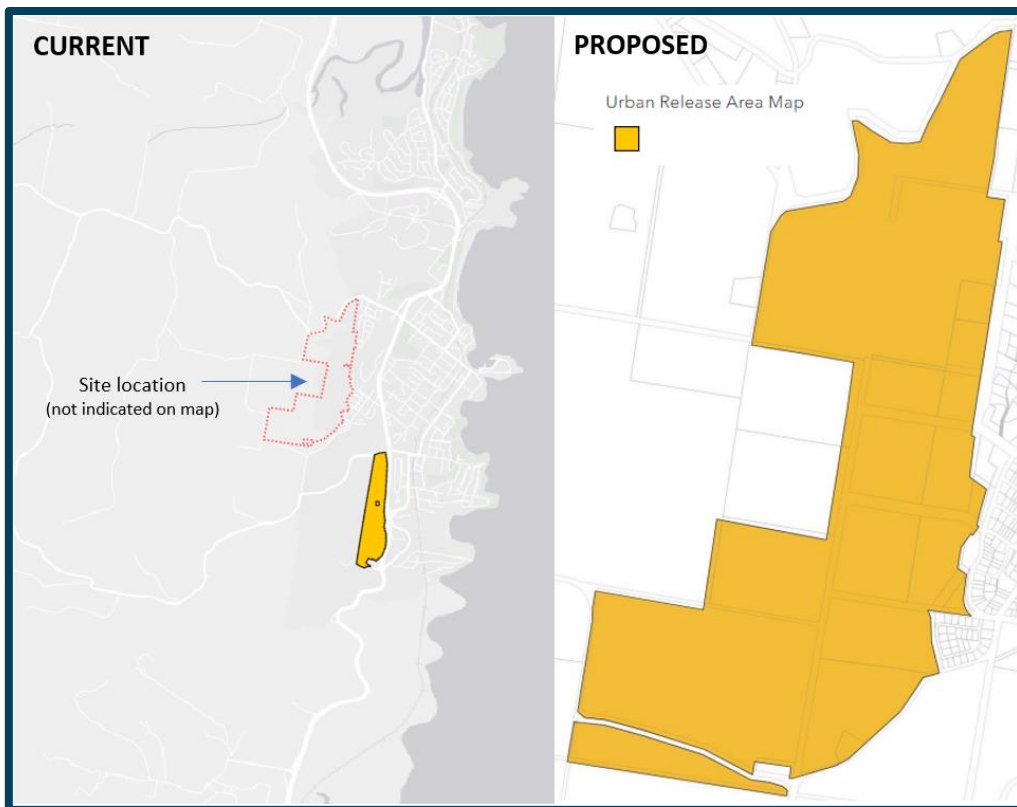 CURRENT
Site location
(not indicated on map)
PROPOSED
Urban Release Area Map